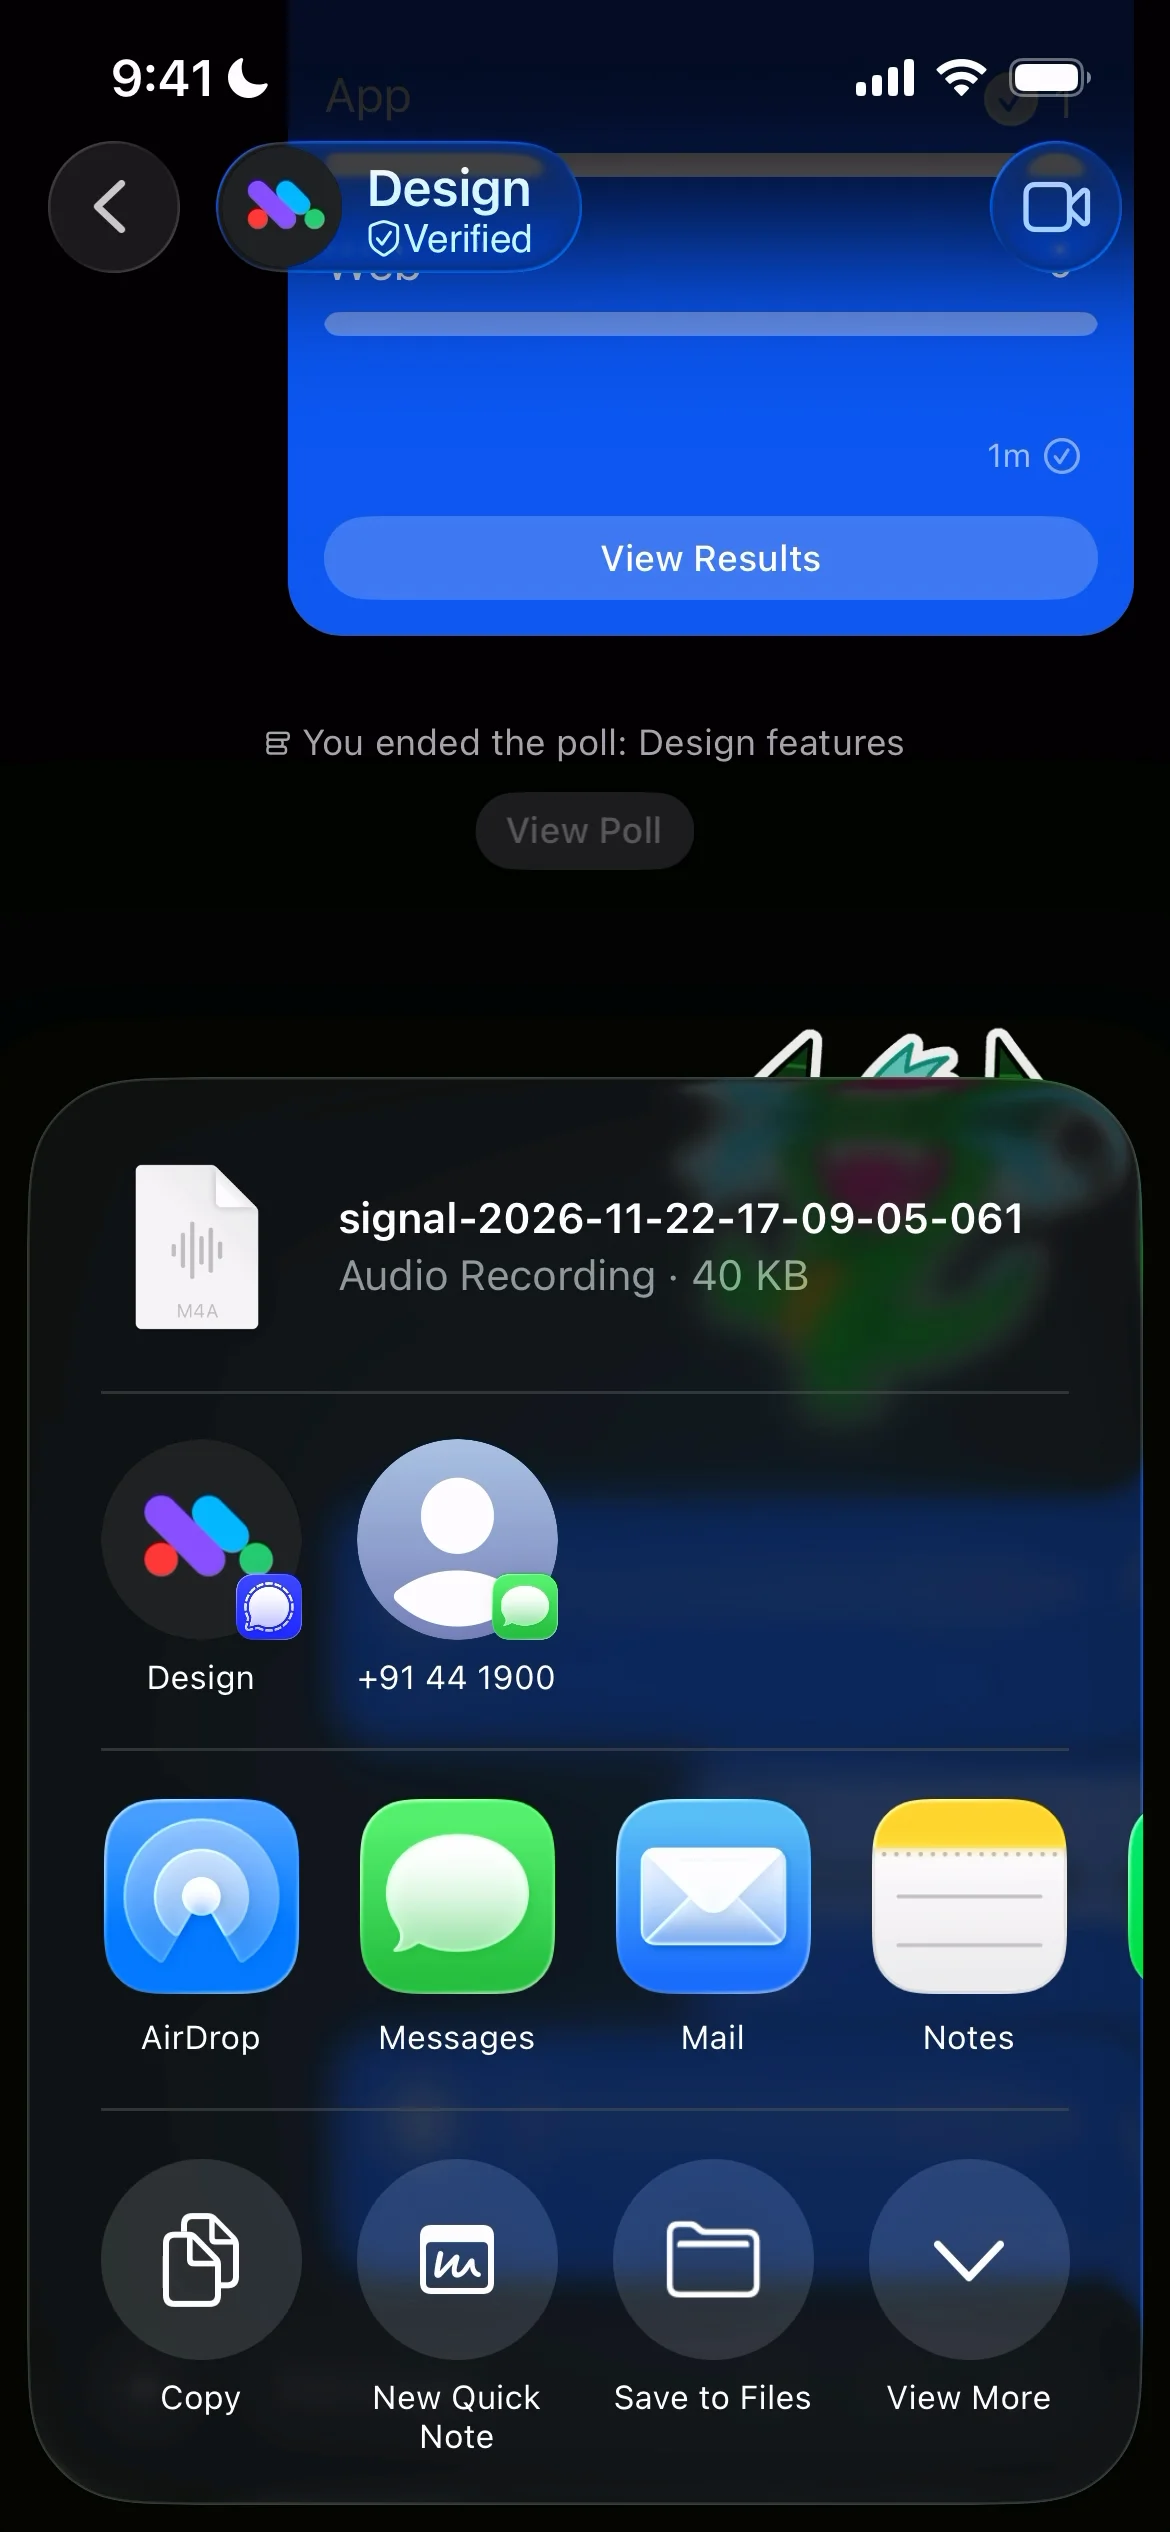 9:41
App
1
Design
Verified
Web
1m
View Results
You ended the poll: Design features
View Poll
signal-2026-11-22-17-09-05-061
Audio Recording · 40 KB
M4A
Design
+91 44 1900
AirDrop
Messages
Mail
Notes
Copy
New Quick
Note
Save to Files
View More